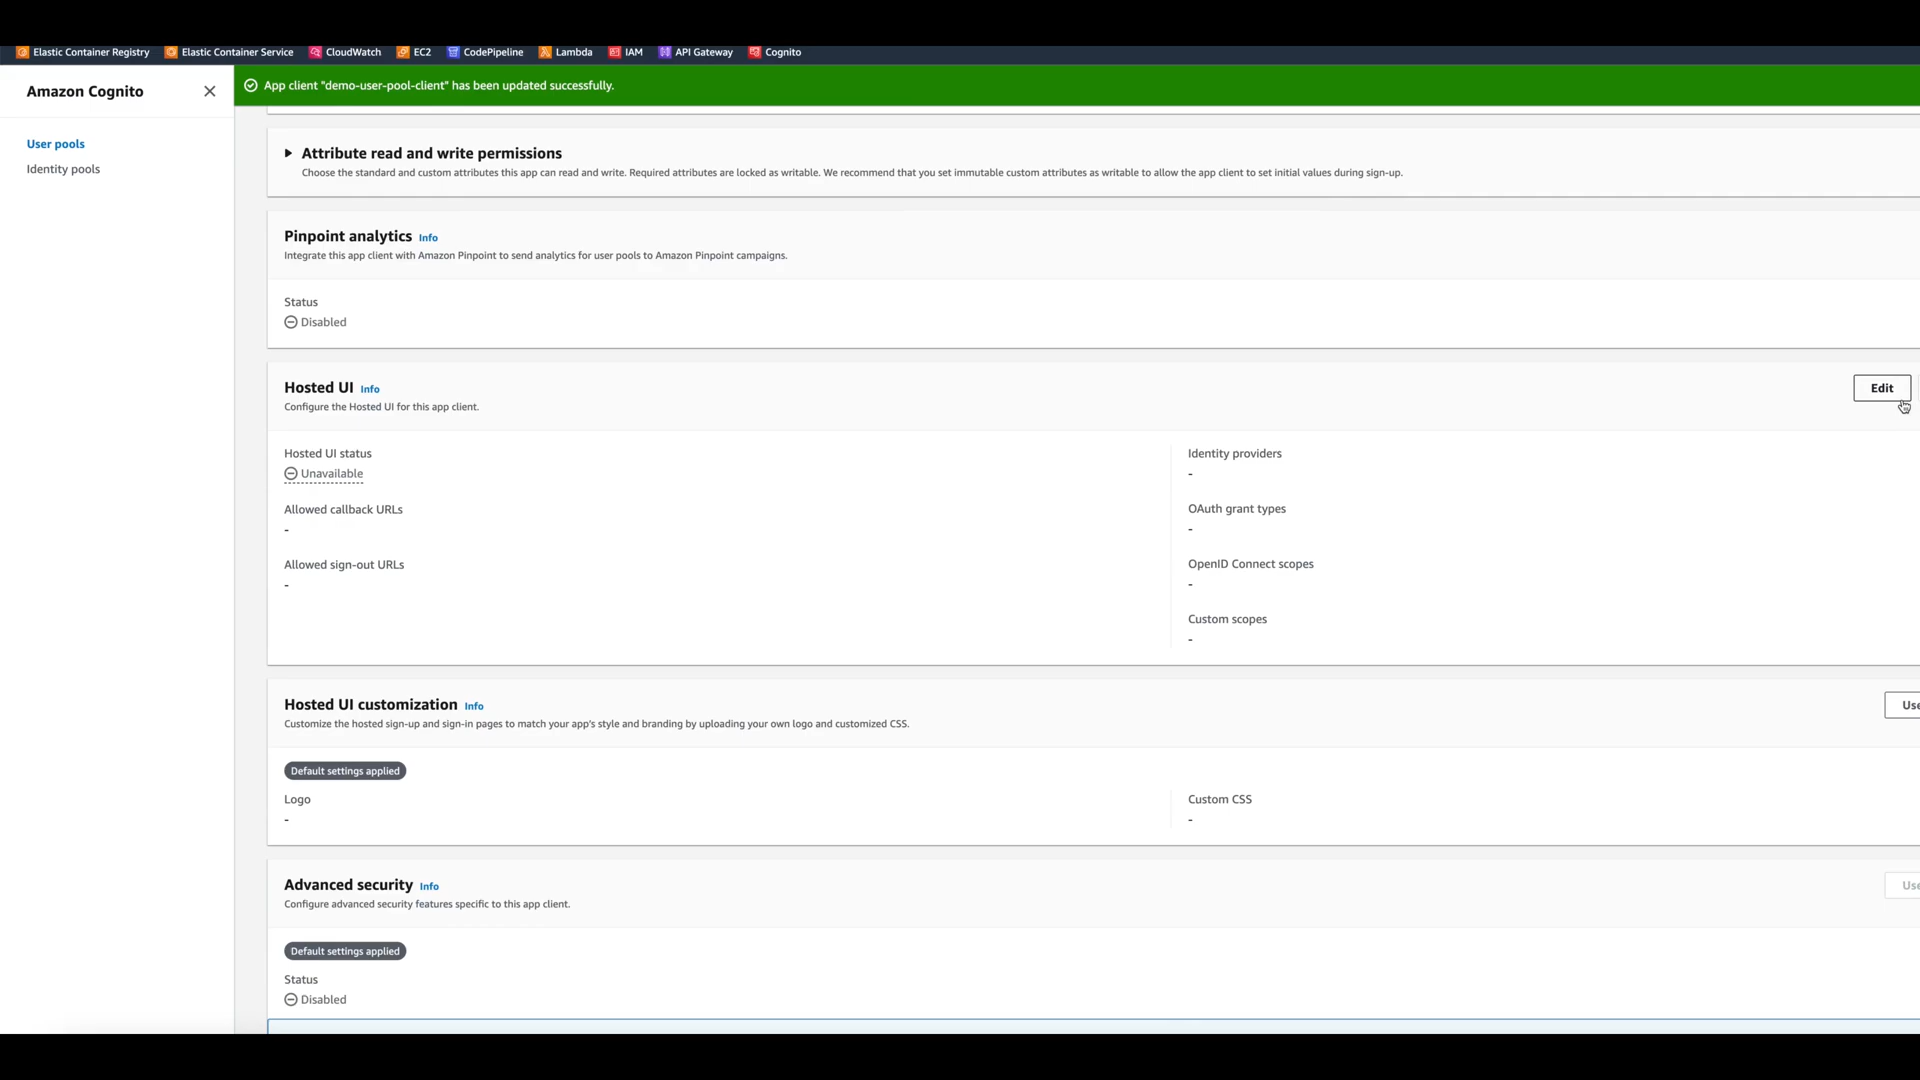 Elastic Container Registry Elastic Container Service CloudWatch EC2 CodePipeline Lambda IAM API Gateway Cognito
Amazon Cognito
App client "demo-user-pool-client" has been updated successfully.
User pools
Identity pools
Attribute read and write permissions
Choose the standard and custom attributes this app can read and write. Required attributes are locked as writable. We recommend that you set immutable custom attributes as writable to allow the app client to set initial values during sign-up.
Pinpoint analytics Info
Integrate this app client with Amazon Pinpoint to send analytics for user pools to Amazon Pinpoint campaigns.
Status
Disabled
Hosted UI Info
Edit
Configure the Hosted UI for this app client.
Hosted UI status
Unavailable
Allowed callback URLs
-
Allowed sign-out URLs
-
Identity providers
-
OAuth grant types
-
OpenID Connect scopes
-
Custom scopes
-
Hosted UI customization Info
Use
Customize the hosted sign-up and sign-in pages to match your app's style and branding by uploading your own logo and customized CSS.
Default settings applied
Logo
-
Custom CSS
-
Advanced security Info
Use
Configure advanced security features specific to this app client.
Default settings applied
Status
Disabled